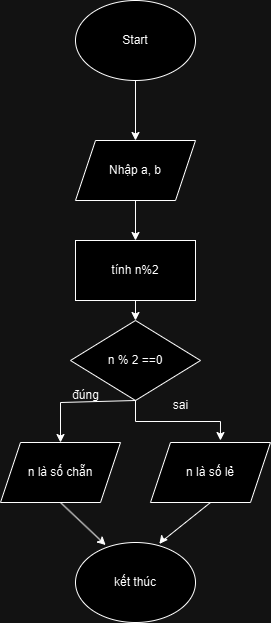 Start
Nhập a, b
tính n%2
n % 2 ==0
đúng
sai
n là số chẵn
n là số lẻ
kết thúc